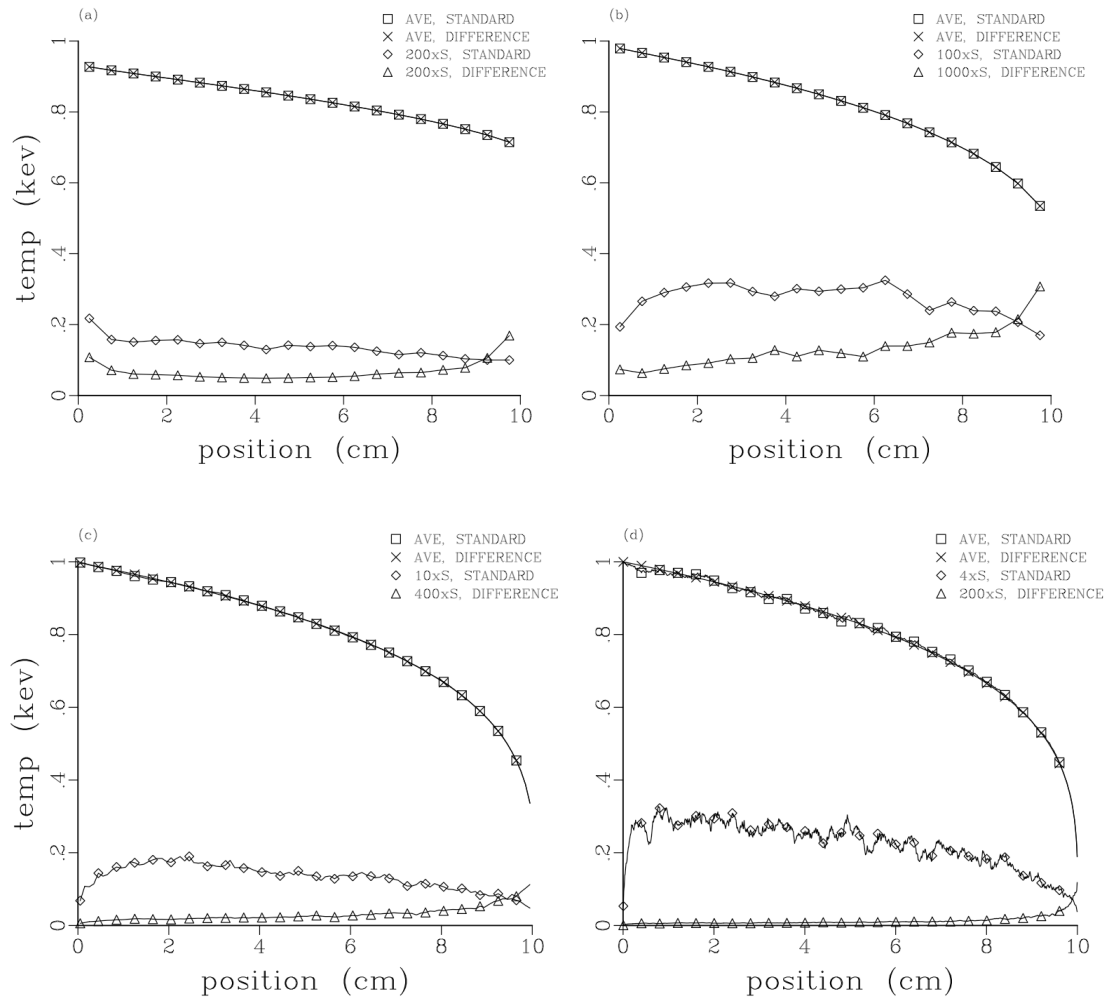 (a)
AVE, STANDARD
AVE, DIFFERENCE
200xS, STANDARD
200xS, DIFFERENCE
temp (kev)
1
.8
.6
.4
.2
0
0 2 4 6 8 10
position (cm)
(b)
AVE, STANDARD
AVE, DIFFERENCE
100xS, STANDARD
1000xS, DIFFERENCE
1
.8
.6
.4
.2
0
0 2 4 6 8 10
position (cm)
(c)
AVE, STANDARD
AVE, DIFFERENCE
10xS, STANDARD
400xS, DIFFERENCE
temp (kev)
1
.8
.6
.4
.2
0
0 2 4 6 8 10
position (cm)
(d)
AVE, STANDARD
AVE, DIFFERENCE
4xS, STANDARD
200xS, DIFFERENCE
1
.8
.6
.4
.2
0
0 2 4 6 8 10
position (cm)